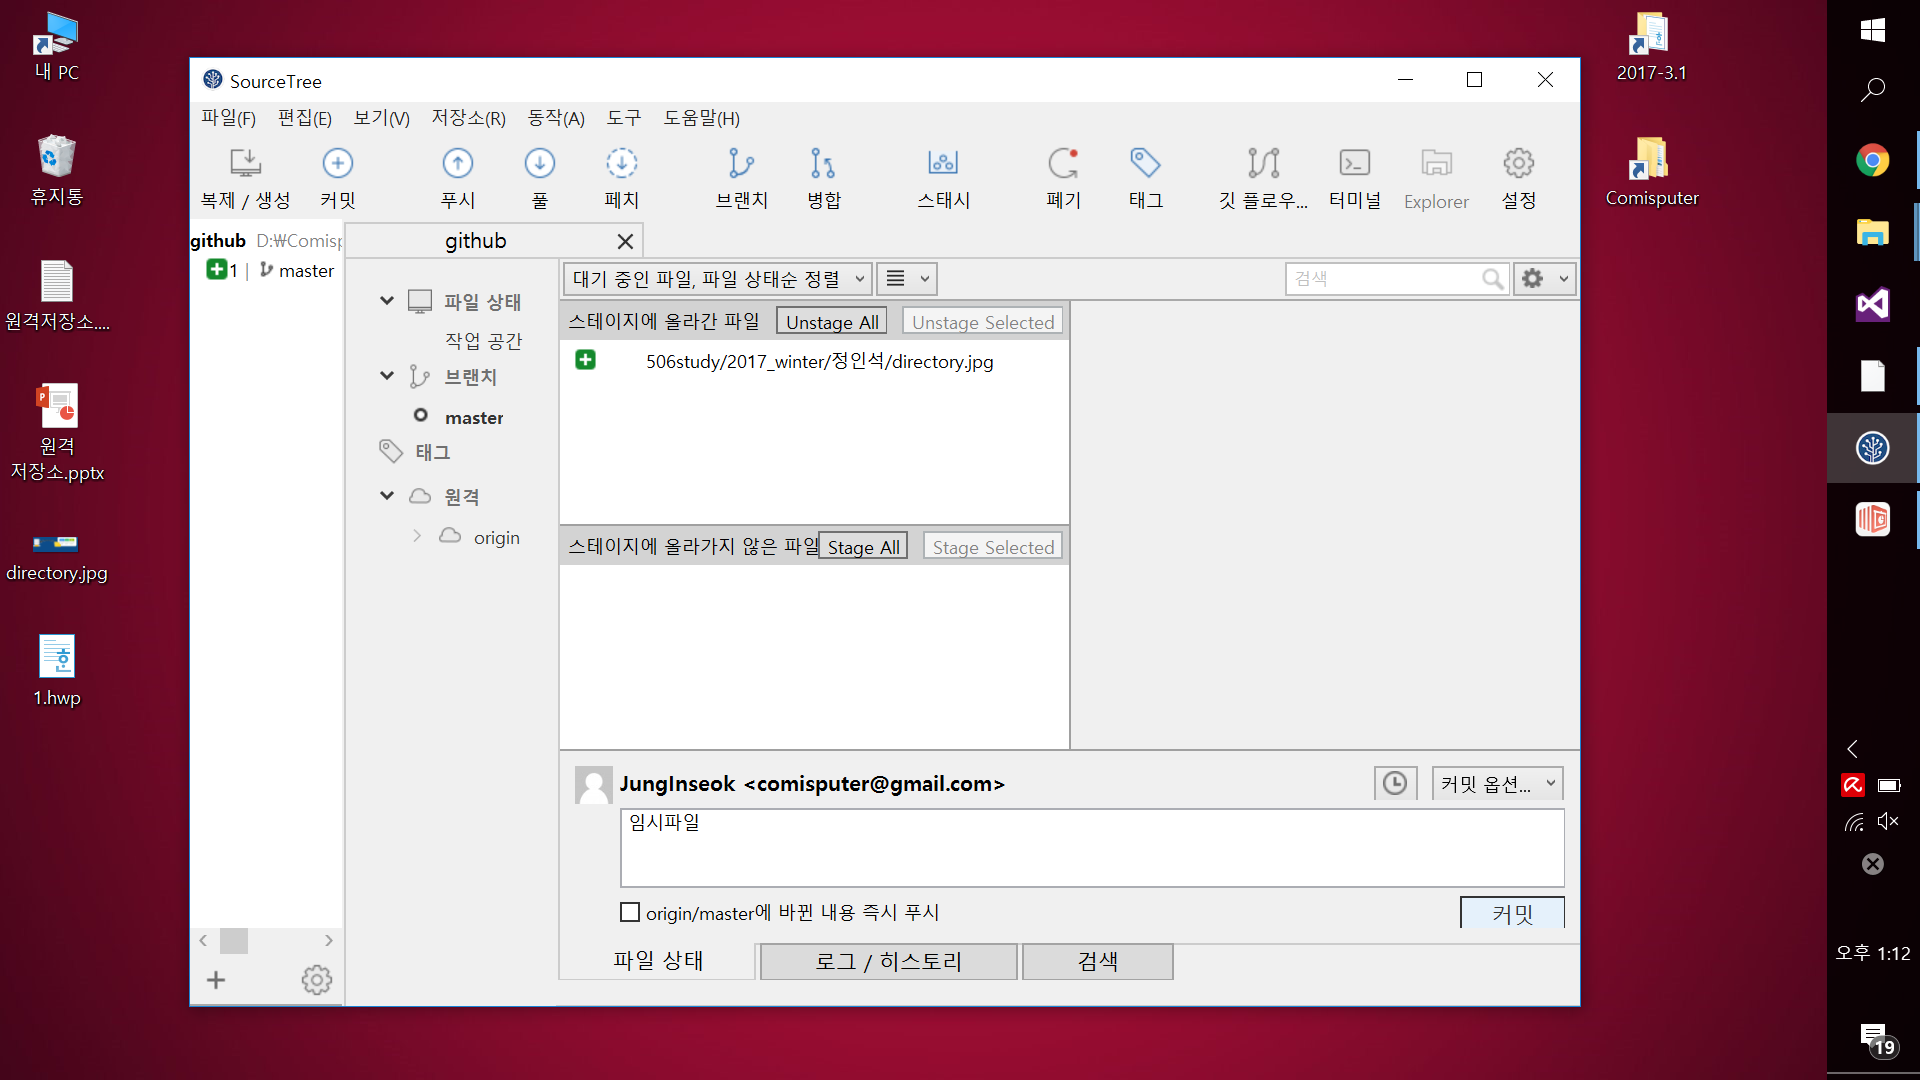 내 PC
휴지통
원격저장소....
원격
저장소.pptx
directory.jpg
1.hwp
SourceTree
파일(F) 편집(E) 보기(V) 저장소(R) 동작(A) 도구 도움말(H)
복제 / 생성 커밋 푸시 풀 페치 브랜치 병합 스태시 폐기 태그 깃 플로우... 터미널 Explorer 설정
github D:₩Comisp
1 | master
github
파일 상태
작업 공간
브랜치
master
태그
원격
origin
대기 중인 파일, 파일 상태순 정렬
검색
스테이지에 올라간 파일 Unstage All Unstage Selected
506study/2017_winter/정인석/directory.jpg
스테이지에 올라가지 않은 파일 Stage All Stage Selected
JungInseok <comisputer@gmail.com>
커밋 옵션...
임시파일
origin/master에 바뀐 내용 즉시 푸시
커밋
파일 상태 로그 / 히스토리 검색
2017-3.1
Comisputer
오후 1:12
19